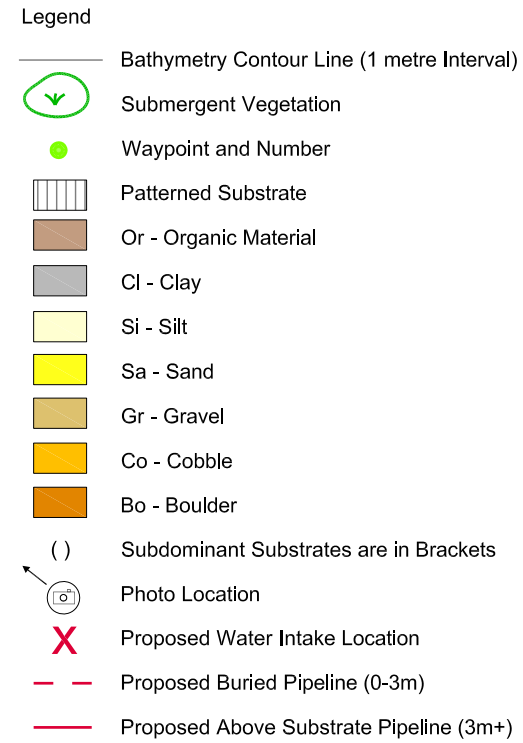 Legend
Bathymetry Contour Line (1 metre Interval)
Submergent Vegetation
Waypoint and Number
Patterned Substrate
Or - Organic Material
Cl - Clay
Si - Silt
Sa - Sand
Gr - Gravel
Co - Cobble
Bo - Boulder
( ) Subdominant Substrates are in Brackets
Photo Location
X Proposed Water Intake Location
Proposed Buried Pipeline (0-3m)
Proposed Above Substrate Pipeline (3m+)